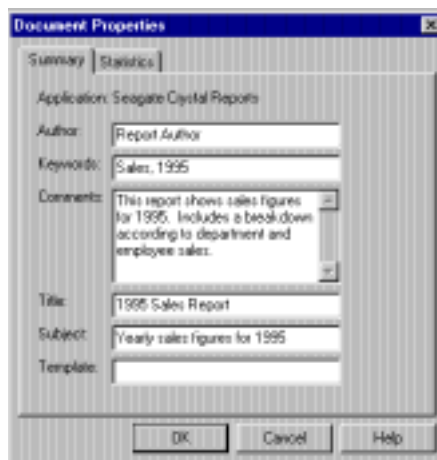 Document Properties
Summary
Statistics
Application: Seagate Crystal Reports
Author: Report Author
Keywords: Sales, 1995
Comments: This report shows sales figures
for 1995. Includes a breakdown
according to department and
employee sales.
Title: 1995 Sales Report
Subject: Yearly sales figures for 1995
Template:
OK Cancel Help